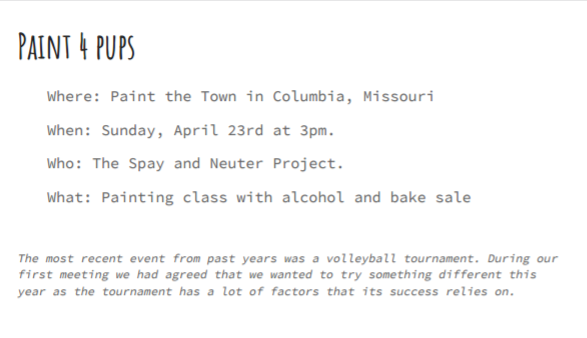 Paint 4 pups
Where: Paint the Town in Columbia, Missouri
When: Sunday, April 23rd at 3pm.
Who: The Spay and Neuter Project.
What: Painting class with alcohol and bake sale
The most recent event from past years was a volleyball tournament. During our
first meeting we had agreed that we wanted to try something different this
year as the tournament has a lot of factors that its success relies on.